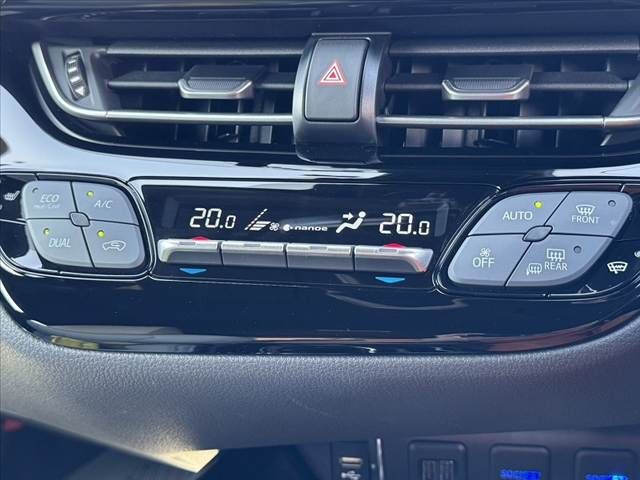 ECO
A/C
DUAL
20.0
nanoe
20.0
AUTO
FRONT
OFF
REAR